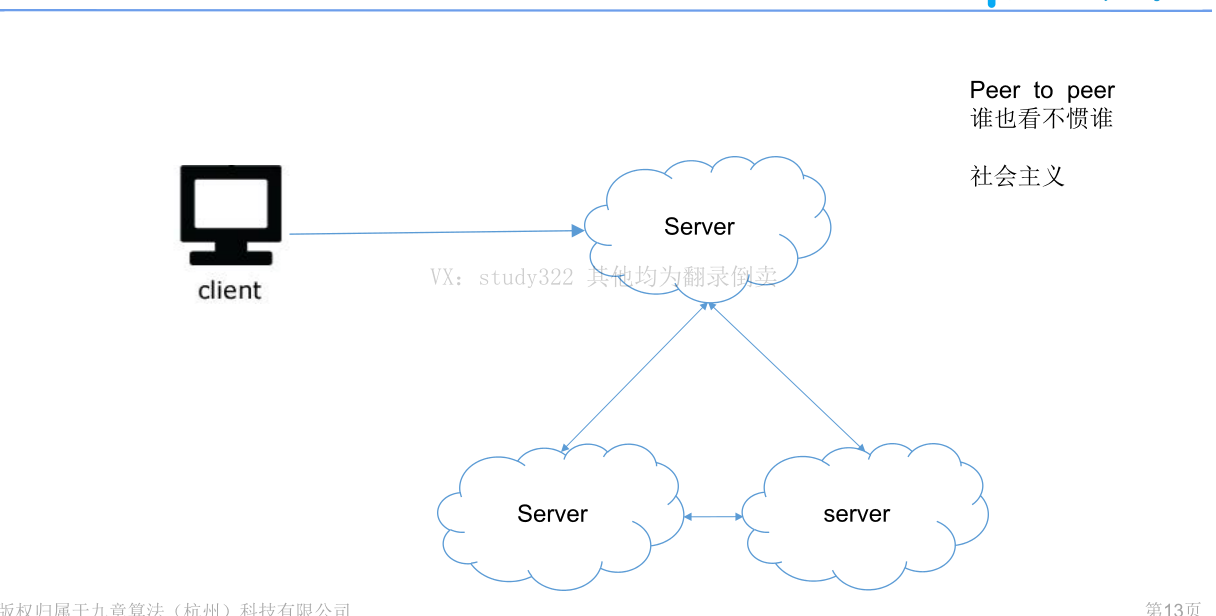 Peer to peer
谁也看不惯谁
社会主义
Server
client
VX: study322 其他均为翻录倒卖
Server
server
版权归属于九章算法（杭州）科技有限公司
第13页